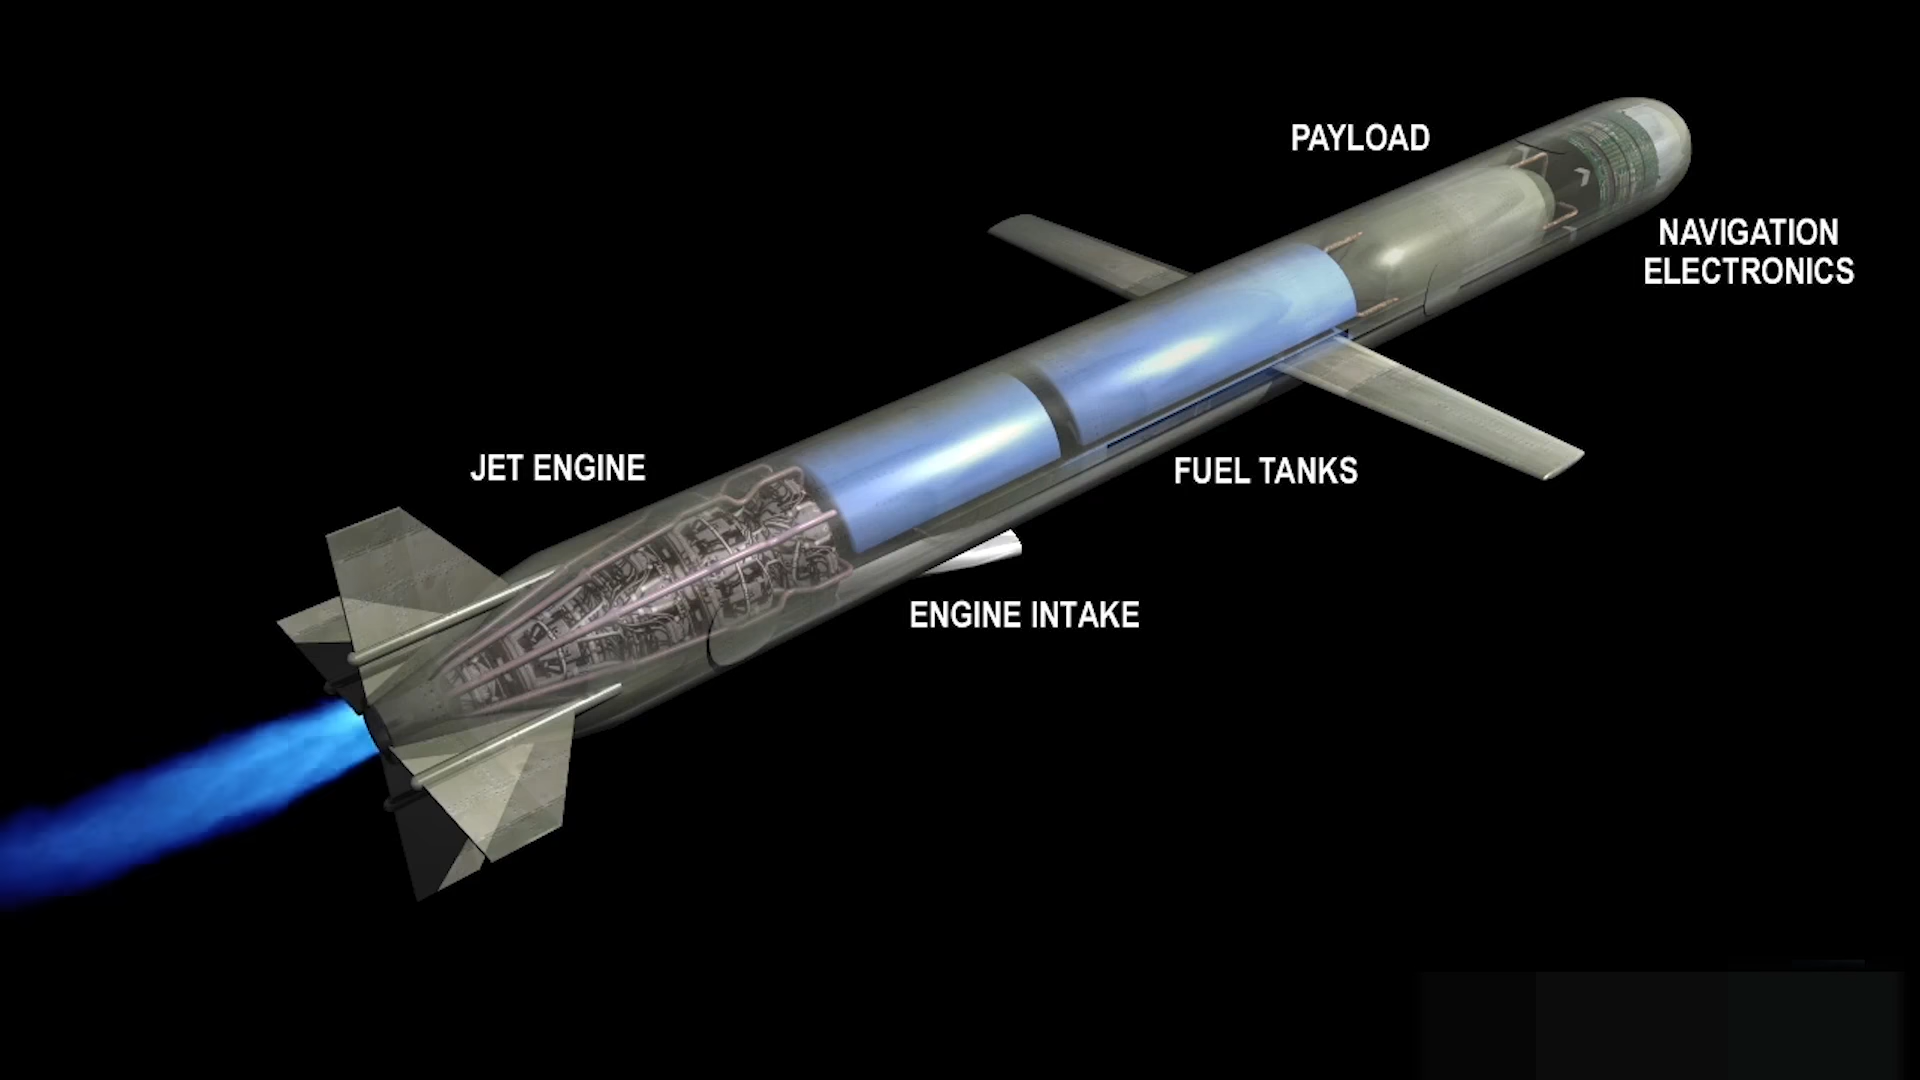 PAYLOAD
NAVIGATION
ELECTRONICS
JET ENGINE
FUEL TANKS
ENGINE INTAKE